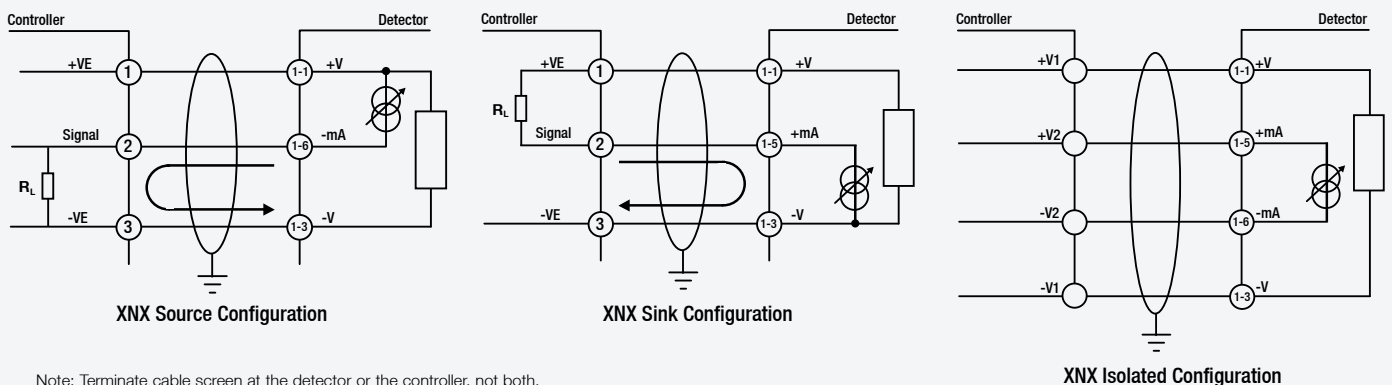 Controller
Detector
+VE
1
1-1
+V
Signal
2
1-6
-mA
RL
-VE
3
1-3
-V
XNX Source Configuration
Controller
Detector
+VE
1
1-1
+V
RL
Signal
2
1-5
+mA
-VE
3
1-3
-V
XNX Sink Configuration
Controller
Detector
+V1
1-1
+V
+V2
1-5
+mA
-V2
1-6
-mA
-V1
1-3
-V
XNX Isolated Configuration
Note: Terminate cable screen at the detector or the controller, not both.